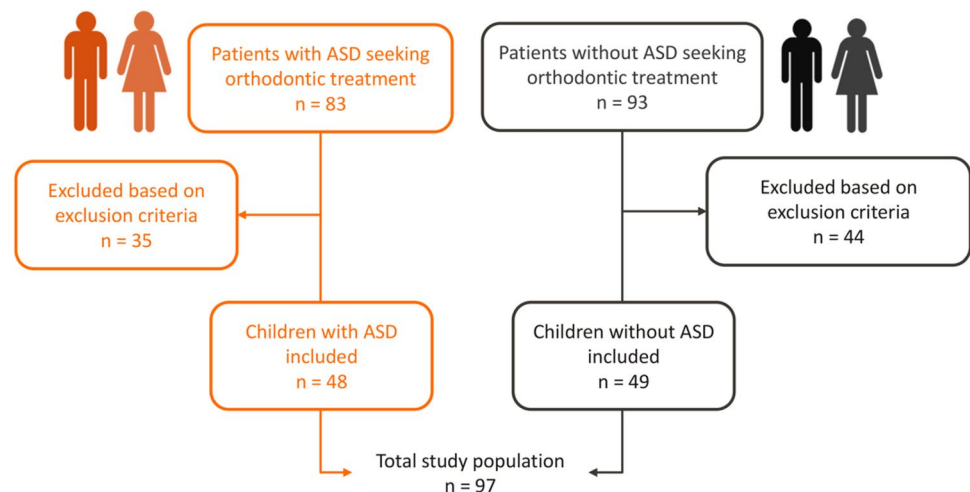 Patients with ASD seeking
orthodontic treatment
n = 83
Patients without ASD seeking
orthodontic treatment
n = 93
Excluded based on
exclusion criteria
n = 35
Excluded based on
exclusion criteria
n = 44
Children with ASD
included
n = 48
Children without ASD
included
n = 49
Total study population
n = 97